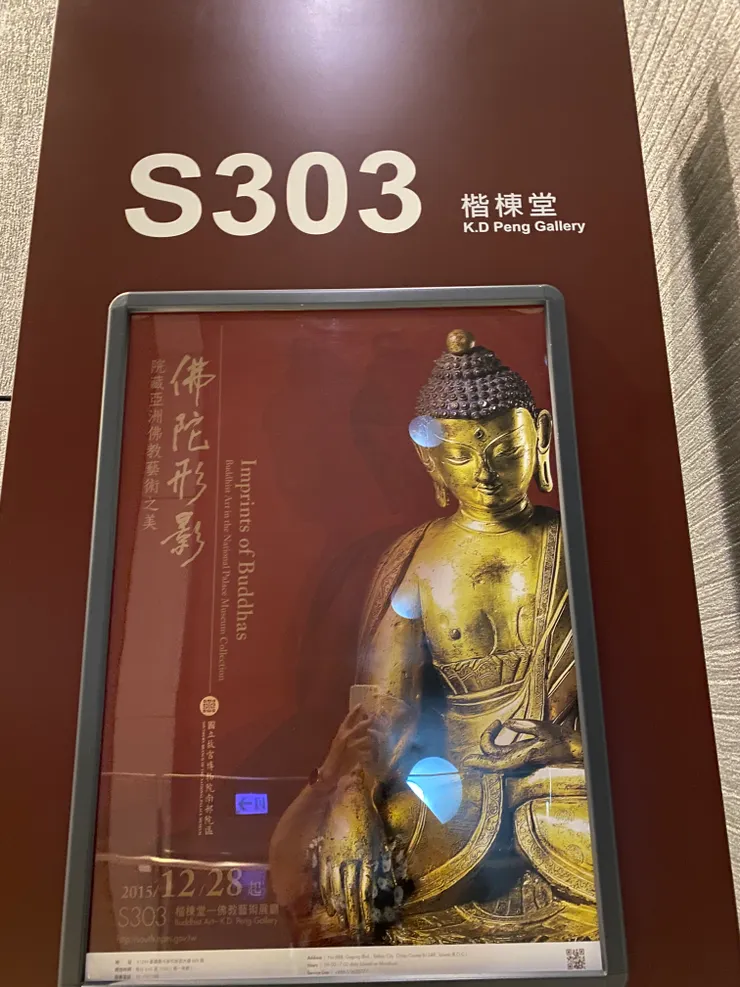 S303
楷棟堂
K.D Peng Gallery
佛陀形影
院藏亞洲佛教藝術之美
Imprints of Buddhas
Buddhist Art in the National Palace Museum Collection
國立故宮博物院南部院區
2015/12/28起
S303 楷棟堂—佛教藝術展廳
Buddhist Art– K.D. Peng Gallery